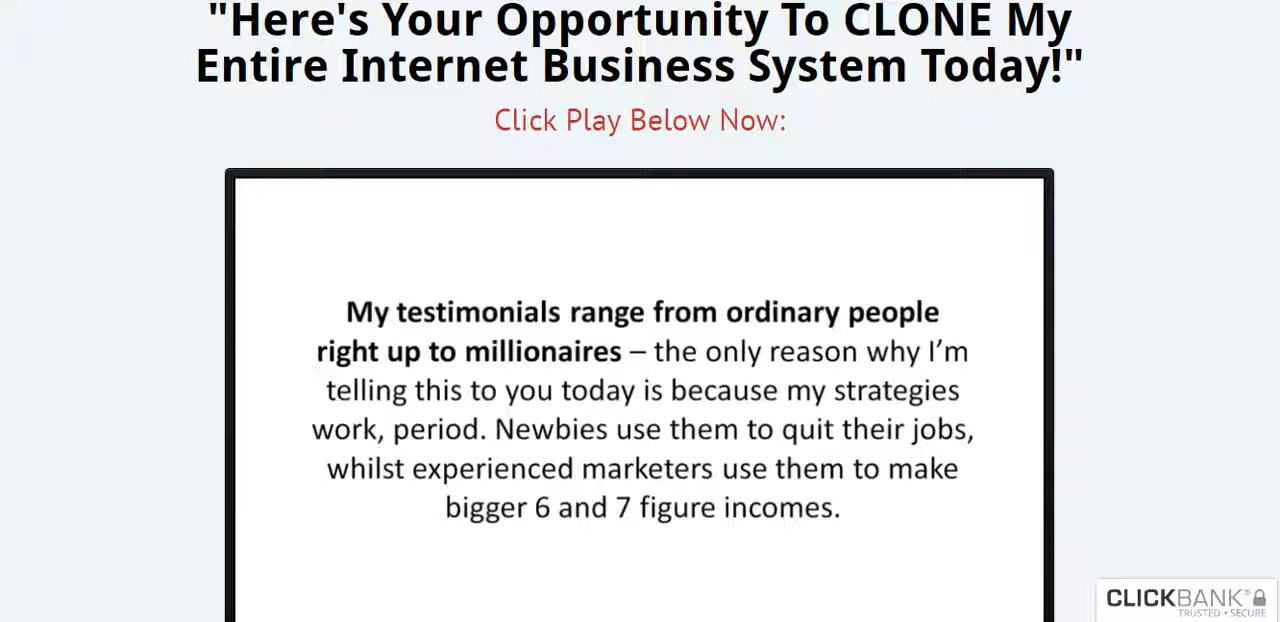 "Here's Your Opportunity To CLONE My
Entire Internet Business System Today!"
Click Play Below Now:
My testimonials range from ordinary people
right up to millionaires – the only reason why I'm
telling this to you today is because my strategies
work, period. Newbies use them to quit their jobs,
whilst experienced marketers use them to make
bigger 6 and 7 figure incomes.
CLICKBANK®
TRUSTED • SECURE